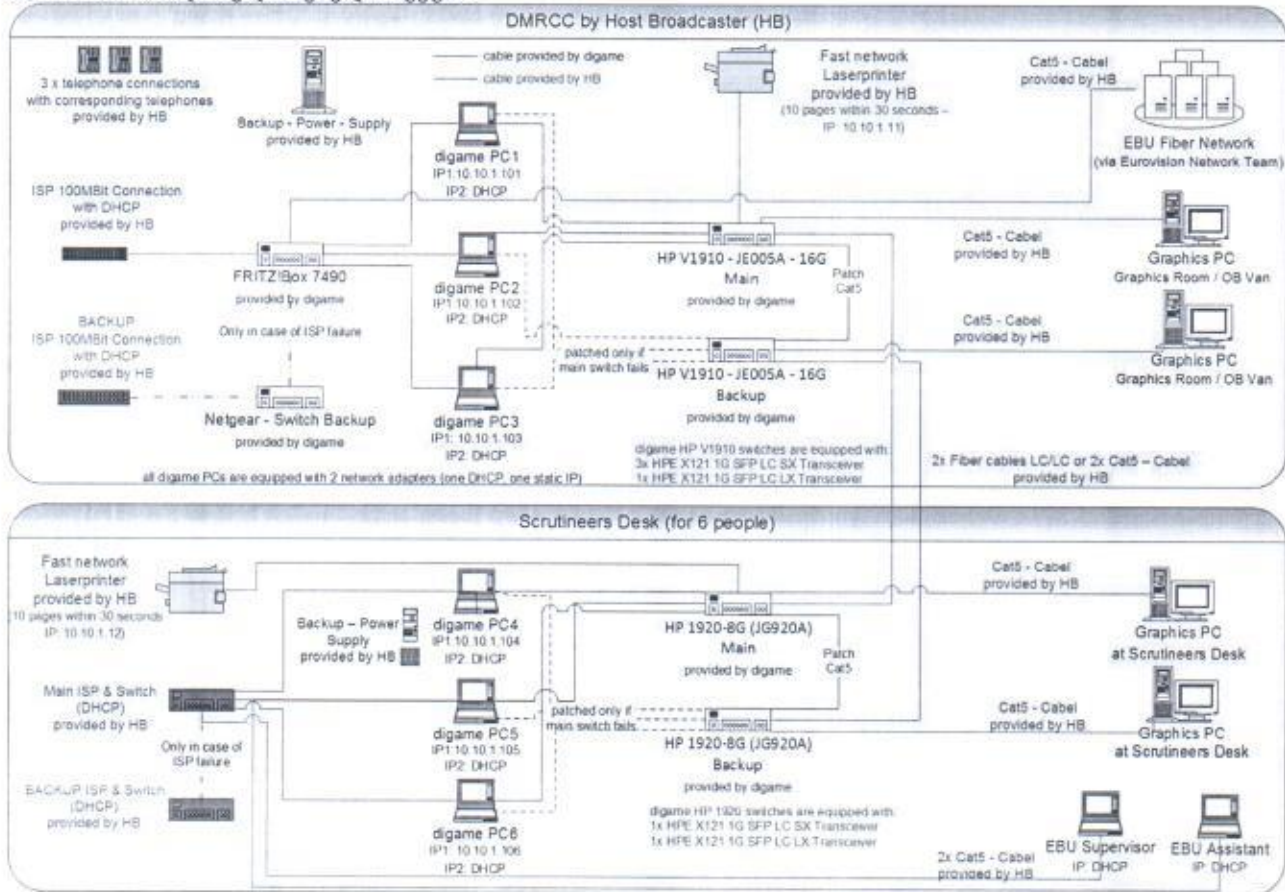 DMRCC by Host Broadcaster (HB)
3 x telephone connections
with corresponding telephones
provided by HB
Backup - Power - Supply
provided by HB
cable provided by digame
cable provided by HB
Fast network
Laserprinter
provided by HB
(10 pages within 30 seconds –
IP: 10.10.1.11)
Cat5 - Cabel
provided by HB
EBU Fiber Network
(via Eurovision Network Team)
digame PC1
IP1.10.10.1.101
IP2: DHCP
ISP 100MBit Connection
with DHCP
provided by HB
FRITZ!Box 7490
provided by digame
digame PC2
IP1 10.10.1.102
IP2: DHCP
HP V1910 - JE005A - 16G
Main
provided by digame
Patch
Cat5
Cat5 - Cabel
provided by HB
Graphics PC
Graphics Room / OB Van
BACKUP
ISP 100MBit Connection
with DHCP
provided by HB
Only in case of ISP failure
Netgear - Switch Backup
provided by digame
digame PC3
IP1: 10.10.1.103
IP2: DHCP
patched only if
main switch fails
HP V1910 - JE005A - 16G
Backup
provided by digame
Cat5 - Cabel
provided by HB
Graphics PC
Graphics Room / OB Van
all digame PCs are equipped with 2 network adapters (one DHCP, one static IP)
digame HP V1910 switches are equipped with:
3x HPE X121 1G SFP LC SX Transceiver
1x HPE X121 1G SFP LC LX Transceiver
2x Fiber cables LC/LC or 2x Cat5 – Cabel
provided by HB
Scrutineers Desk (for 6 people)
Fast network
Laserprinter
provided by HB
(10 pages within 30 seconds
IP: 10.10.1.12)
Backup – Power
Supply
provided by HB
digame PC4
IP1 10.10.1.104
IP2: DHCP
HP 1920-8G (JG920A)
Main
provided by digame
Patch
Cat5
Cat5 - Cabel
provided by HB
Graphics PC
at Scrutineers Desk
Main ISP & Switch
(DHCP)
provided by HB
Only in case of
ISP failure
BACKUP ISP & Switch
(DHCP)
provided by HB
digame PC5
IP1 10.10.1.105
IP2: DHCP
patched only if
main switch fails
HP 1920-8G (JG920A)
Backup
provided by digame
Cat5 - Cabel
provided by HB
Graphics PC
at Scrutineers Desk
digame PC6
IP1: 10.10.1.106
IP2: DHCP
digame HP 1920 switches are equipped with:
1x HPE X121 1G SFP LC SX Transceiver
1x HPE X121 1G SFP LC LX Transceiver
2x Cat5 - Cabel
provided by HB
EBU Supervisor
IP: DHCP
EBU Assistant
IP: DHCP